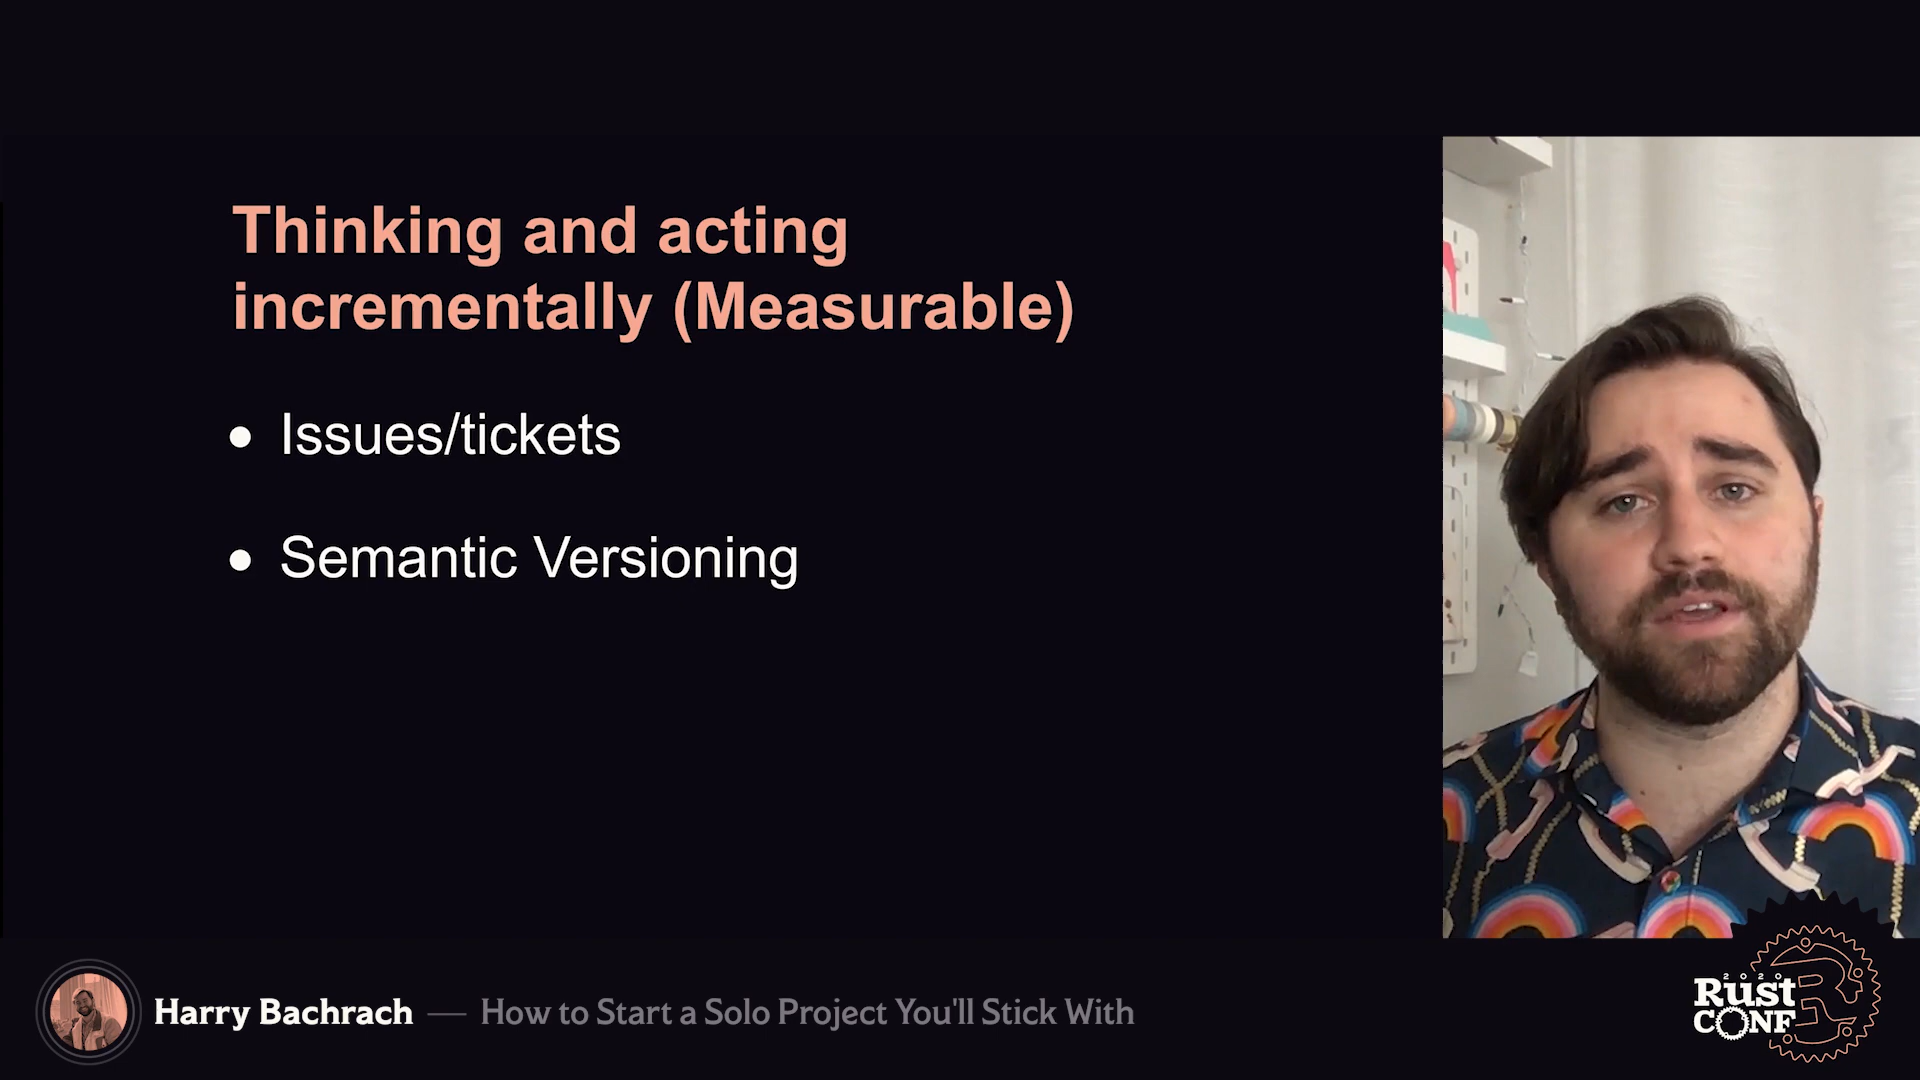 Thinking and acting
incrementally (Measurable)
● Issues/tickets
● Semantic Versioning
Harry Bachrach — How to Start a Solo Project You'll Stick With
2020
Rust
CONF